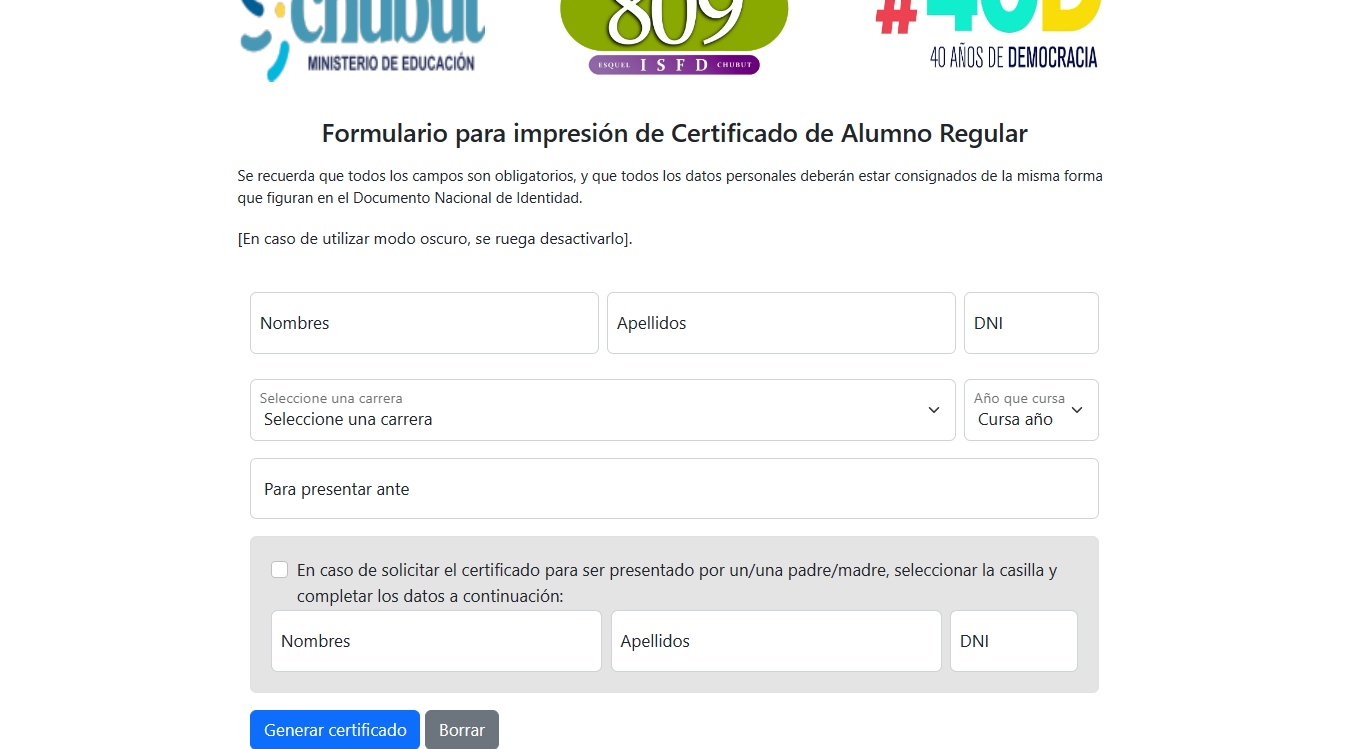 chubut
MINISTERIO DE EDUCACIÓN
809
ESQUEL ISFD CHUBUT
#40D
40 AÑOS DE DEMOCRACIA
Formulario para impresión de Certificado de Alumno Regular
Se recuerda que todos los campos son obligatorios, y que todos los datos personales deberán estar consignados de la misma forma
que figuran en el Documento Nacional de Identidad.
[En caso de utilizar modo oscuro, se ruega desactivarlo].
Nombres
Apellidos
DNI
Seleccione una carrera
Seleccione una carrera
Año que cursa
Cursa año
Para presentar ante
En caso de solicitar el certificado para ser presentado por un/una padre/madre, seleccionar la casilla y
completar los datos a continuación:
Nombres
Apellidos
DNI
Generar certificado
Borrar